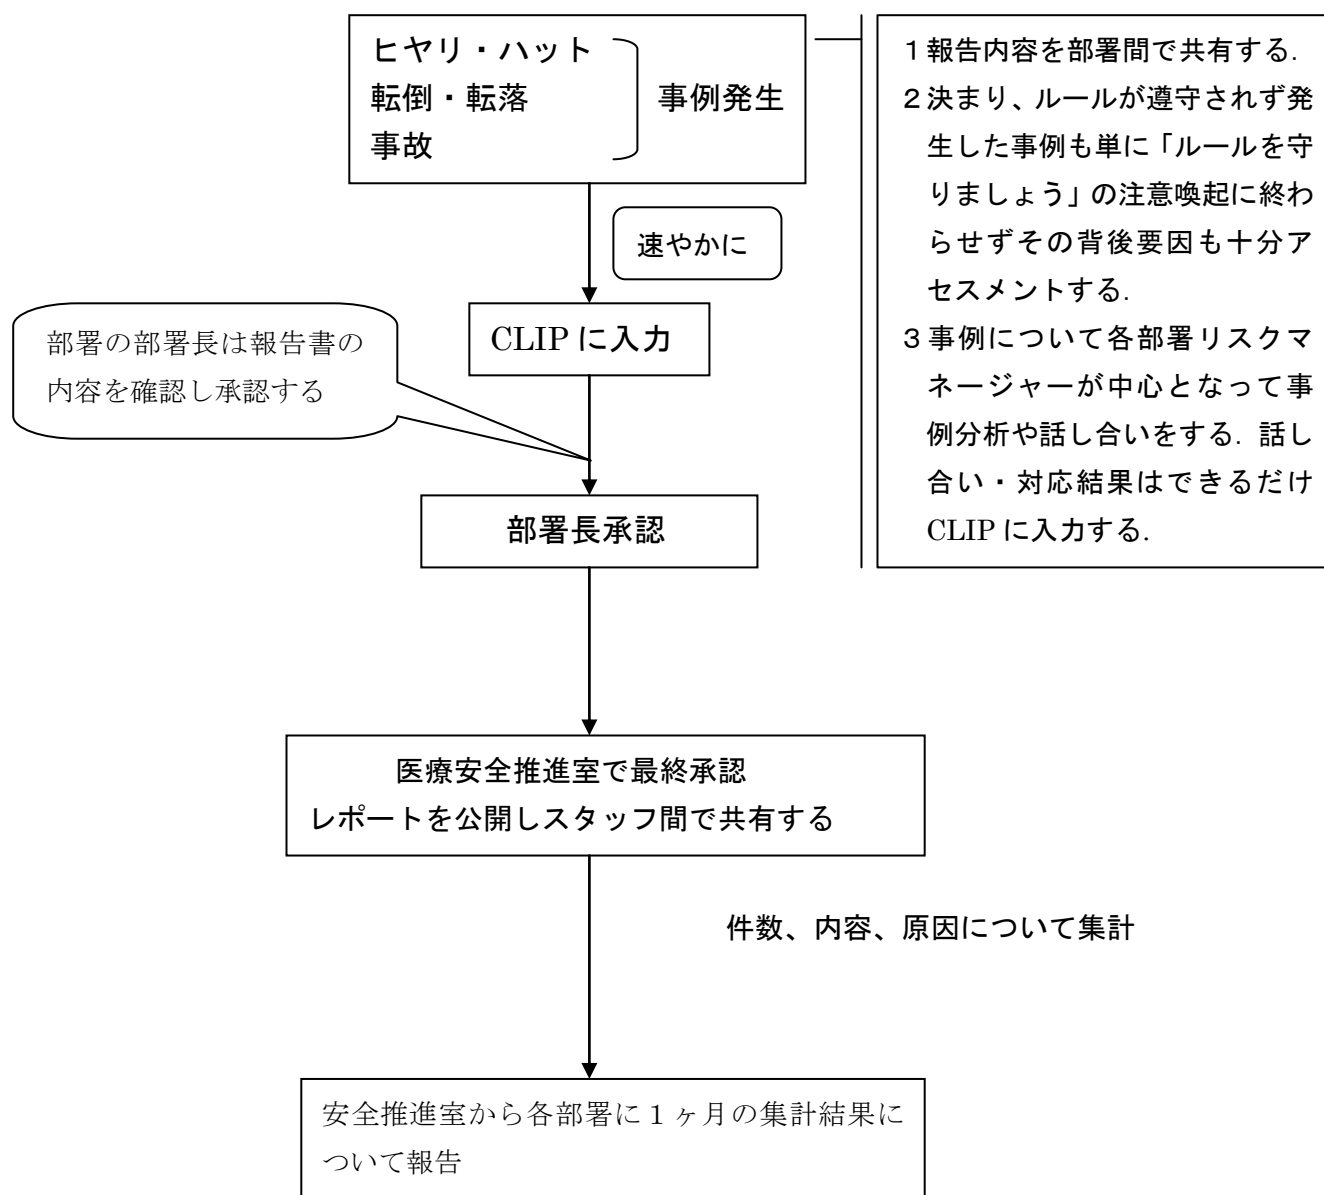 ヒヤリ・ハット
転倒・転落
事故
事例発生
1 報告内容を部署間で共有する.
2 決まり、ルールが遵守されず発
生した事例も単に「ルールを守
りましょう」の注意喚起に終わ
らせずその背後要因も十分ア
セスメントする.
3 事例について各部署リスクマ
ネージャーが中心となって事
例分析や話し合いをする. 話し
合い・対応結果はできるだけ
CLIP に入力する.
速やかに
CLIP に入力
部署の部署長は報告書の
内容を確認し承認する
部署長承認
医療安全推進室で最終承認
レポートを公開しスタッフ間で共有する
件数、内容、原因について集計
安全推進室から各部署に 1 ヶ月の集計結果に
ついて報告